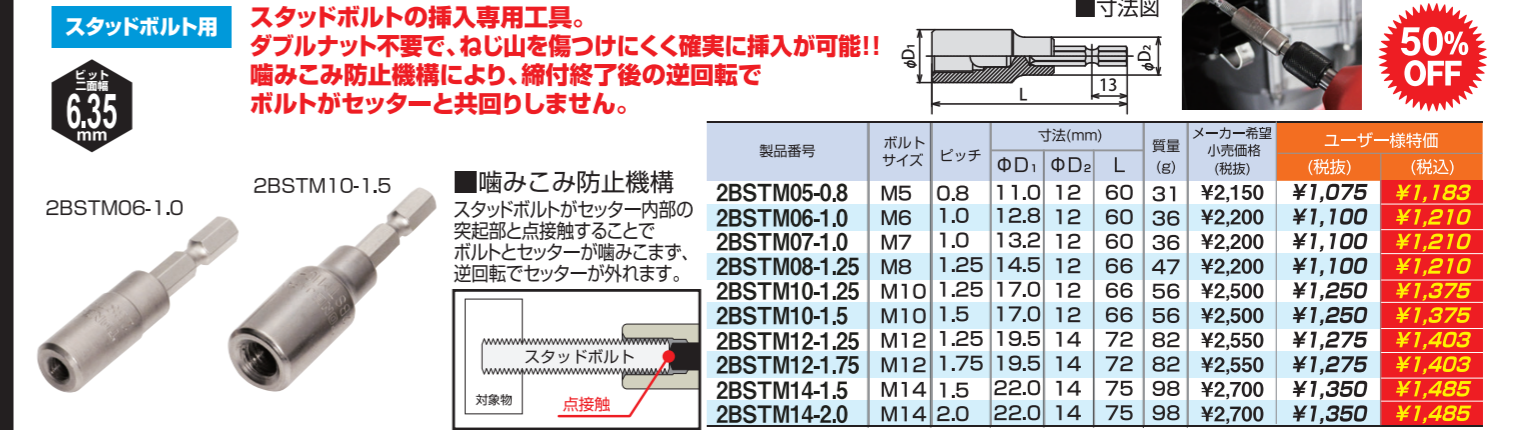 スタッドボルト用
ビット
二面幅
6.35
mm
スタッドボルトの挿入専用工具。
ダブルナット不要で、ねじ山を傷つけにくく確実に挿入が可能!!
噛みこみ防止機構により、締付終了後の逆回転で
ボルトがセッターと共回りしません。
■寸法図
φD₁
φD₂
L
13
50%
OFF
2BSTM06-1.0
2BSTM10-1.5
■噛みこみ防止機構
スタッドボルトがセッター内部の
突起部と点接触することで
ボルトとセッターが噛みこまず、
逆回転でセッターが外れます。
スタッドボルト
対象物
点接触
製品番号 ボルトサイズ ピッチ 寸法(mm) 質量(g) メーカー希望小売価格(税抜) ユーザー様特価
ΦD₁ ΦD₂ L (税抜) (税込)
2BSTM05-0.8 M5 0.8 11.0 12 60 31 ¥2,150 ¥1,075 ¥1,183
2BSTM06-1.0 M6 1.0 12.8 12 60 36 ¥2,200 ¥1,100 ¥1,210
2BSTM07-1.0 M7 1.0 13.2 12 60 36 ¥2,200 ¥1,100 ¥1,210
2BSTM08-1.25 M8 1.25 14.5 12 66 47 ¥2,200 ¥1,100 ¥1,210
2BSTM10-1.25 M10 1.25 17.0 12 66 56 ¥2,500 ¥1,250 ¥1,375
2BSTM10-1.5 M10 1.5 17.0 12 66 56 ¥2,500 ¥1,250 ¥1,375
2BSTM12-1.25 M12 1.25 19.5 14 72 82 ¥2,550 ¥1,275 ¥1,403
2BSTM12-1.75 M12 1.75 19.5 14 72 82 ¥2,550 ¥1,275 ¥1,403
2BSTM14-1.5 M14 1.5 22.0 14 75 98 ¥2,700 ¥1,350 ¥1,485
2BSTM14-2.0 M14 2.0 22.0 14 75 98 ¥2,700 ¥1,350 ¥1,485